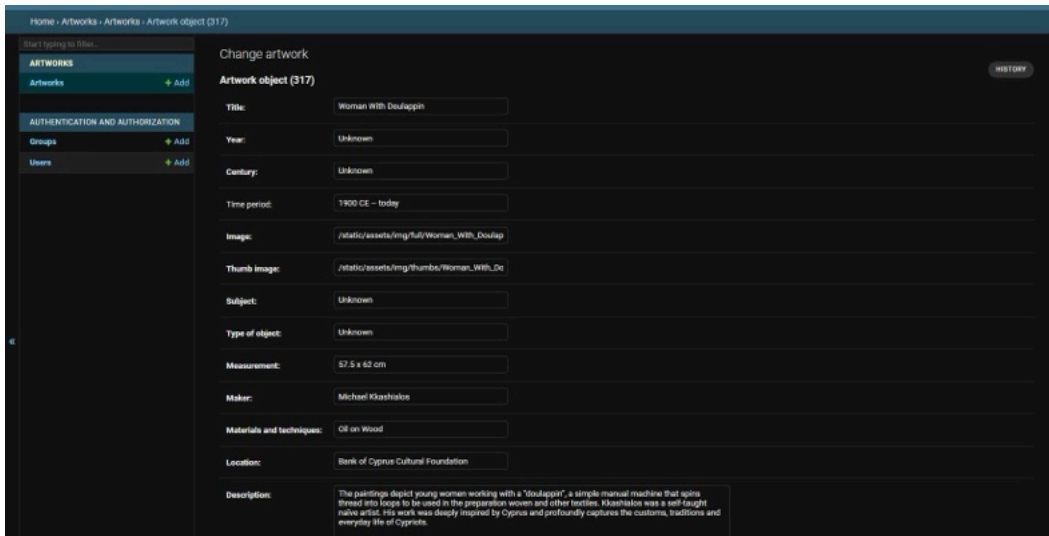 Home › Artworks › Artworks › Artwork object (317)
Start typing to filter...
ARTWORKS
Artworks + Add
AUTHENTICATION AND AUTHORIZATION
Groups + Add
Users + Add
«
Change artwork
HISTORY
Artwork object (317)
Title: Woman With Doulappin
Year: Unknown
Century: Unknown
Time period: 1900 CE – today
Image: /static/assets/img/full/Woman_With_Doulap
Thumb image: /static/assets/img/thumbs/Woman_With_Do
Subject: Unknown
Type of object: Unknown
Measurement: 57.5 x 62 cm
Maker: Michael Kkashialos
Materials and techniques: Oil on Wood
Location: Bank of Cyprus Cultural Foundation
Description: The paintings depict young women working with a "doulappin", a simple manual machine that spins
thread into loops to be used in the preparation woven and other textiles. Kkashialos was a self-taught
naïve artist. His work was deeply inspired by Cyprus and profoundly captures the customs, traditions and
everyday life of Cypriots.